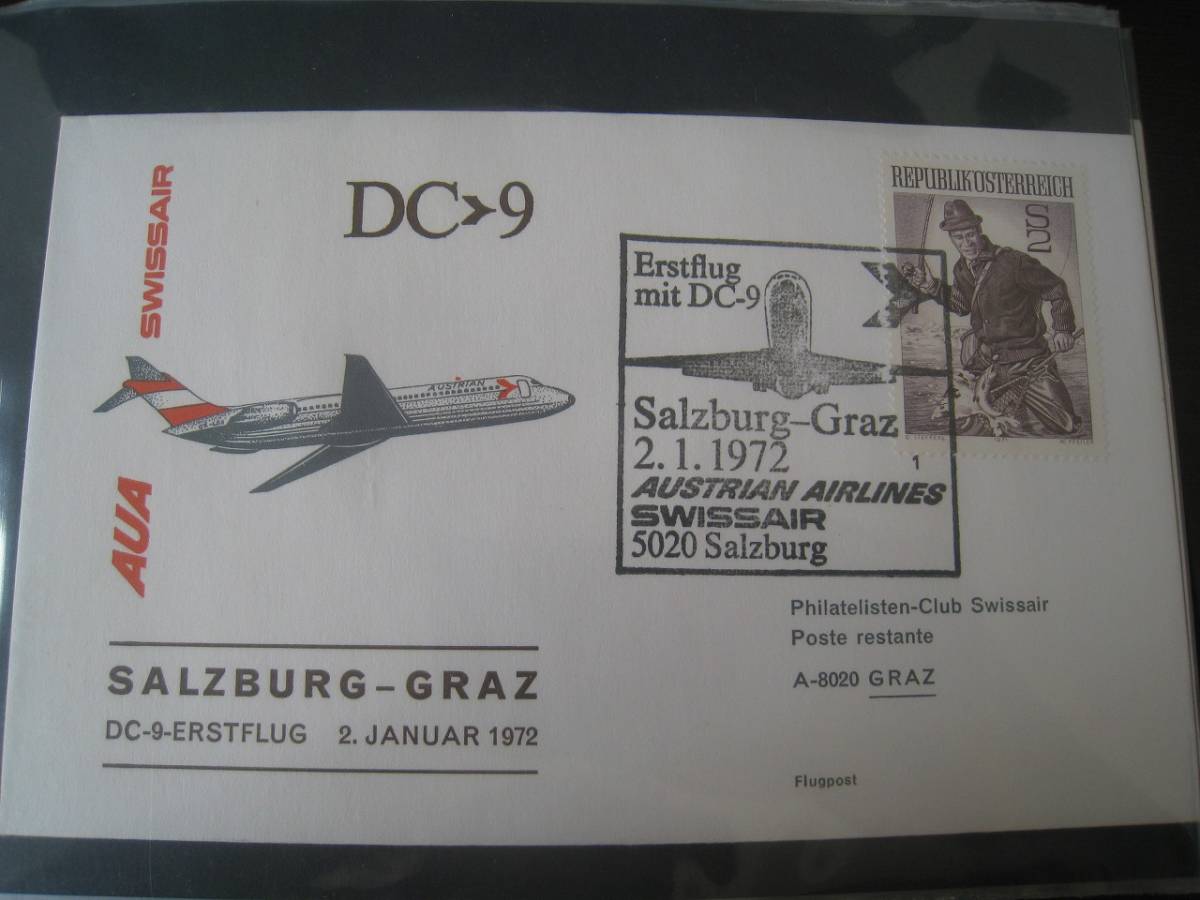 SWISSAIR
AUA
DC-9
AUSTRIAN
SALZBURG–GRAZ
DC-9-ERSTFLUG 2. JANUAR 1972
REPUBLIK ÖSTERREICH
S2
Erstflug
mit DC-9
Salzburg–Graz
2.1.1972
1
AUSTRIAN AIRLINES
SWISSAIR
5020 Salzburg
Philatelisten-Club Swissair
Poste restante
A-8020 GRAZ
Flugpost